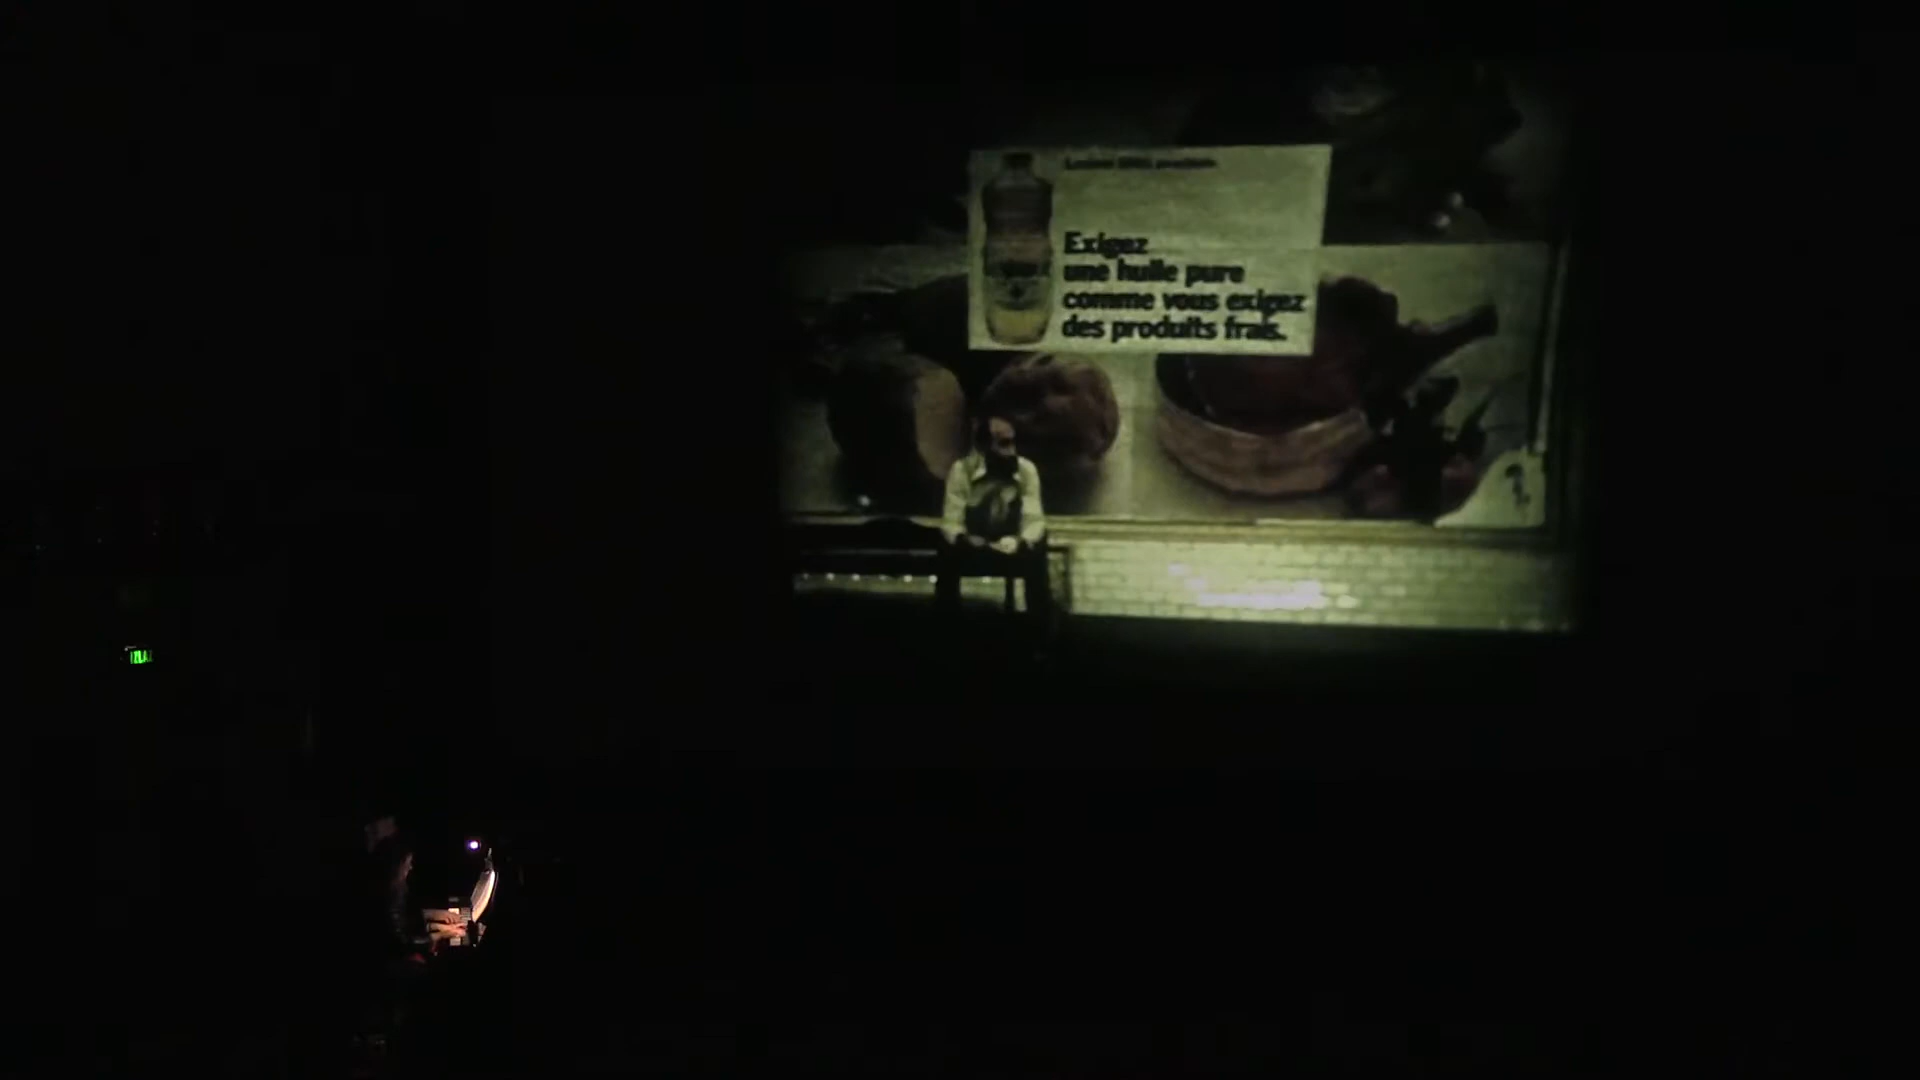 Exigez
une huile pure
comme vous exigez
des produits frais.